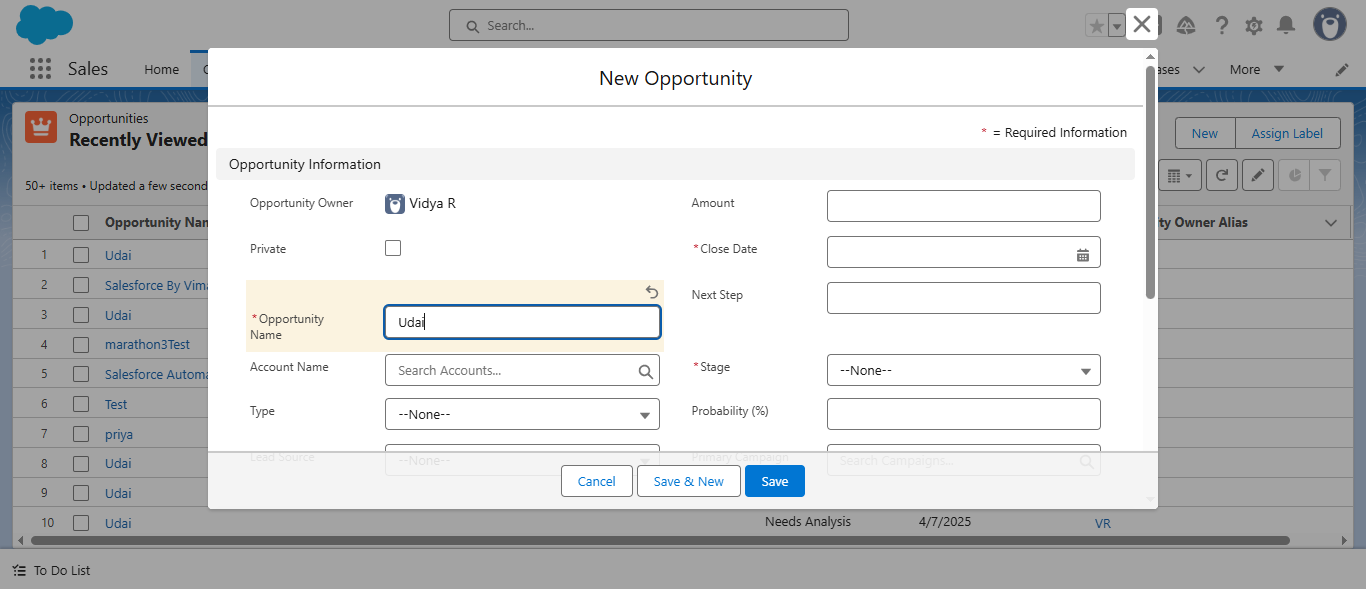 Search...
Sales
Home
ases
More
New Opportunity
* = Required Information
Opportunity Information
Opportunity Owner
Vidya R
Amount
Private
*Close Date
Next Step
*Opportunity
Name
Udai
Account Name
Search Accounts...
*Stage
--None--
Type
--None--
Probability (%)
Lead Source
--None--
Primary Campaign
Search Campaigns...
Cancel
Save & New
Save
Opportunities
Recently Viewed
New
Assign Label
50+ items • Updated a few second
Opportunity Nam
ty Owner Alias
1 Udai
2 Salesforce By Vima
3 Udai
4 marathon3Test
5 Salesforce Automa
6 Test
7 priya
8 Udai
9 Udai
10 Udai Needs Analysis 4/7/2025 VR
To Do List